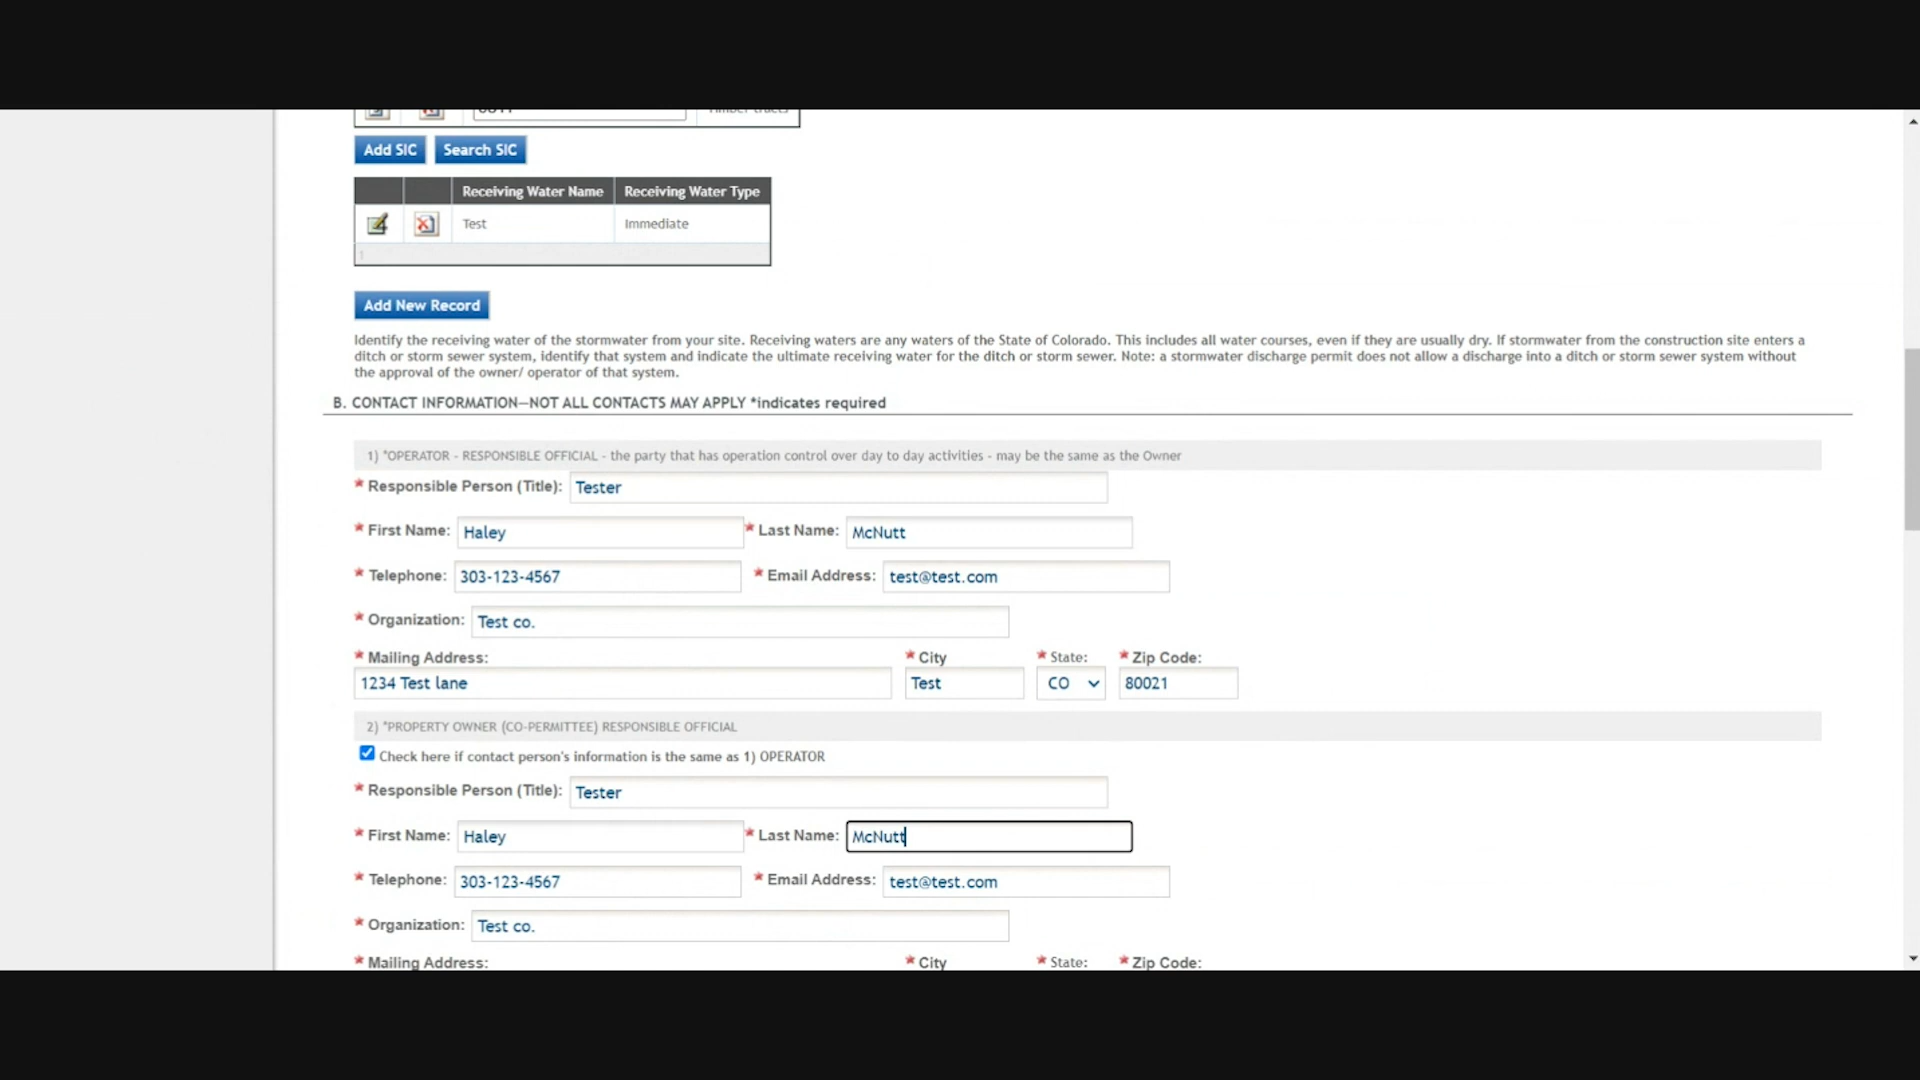 Add SIC Search SIC
Receiving Water Name Receiving Water Type
Test Immediate
1
Add New Record
Identify the receiving water of the stormwater from your site. Receiving waters are any waters of the State of Colorado. This includes all water courses, even if they are usually dry. If stormwater from the construction site enters a
ditch or storm sewer system, identify that system and indicate the ultimate receiving water for the ditch or storm sewer. Note: a stormwater discharge permit does not allow a discharge into a ditch or storm sewer system without
the approval of the owner/ operator of that system.
B. CONTACT INFORMATION—NOT ALL CONTACTS MAY APPLY *indicates required
1) *OPERATOR - RESPONSIBLE OFFICIAL - the party that has operation control over day to day activities - may be the same as the Owner
* Responsible Person (Title): Tester
* First Name: Haley * Last Name: McNutt
* Telephone: 303-123-4567 * Email Address: test@test.com
* Organization: Test co.
* Mailing Address: * City * State: * Zip Code:
1234 Test lane Test CO 80021
2) *PROPERTY OWNER (CO-PERMITTEE) RESPONSIBLE OFFICIAL
Check here if contact person's information is the same as 1) OPERATOR
* Responsible Person (Title): Tester
* First Name: Haley * Last Name: McNutt
* Telephone: 303-123-4567 * Email Address: test@test.com
* Organization: Test co.
* Mailing Address: * City * State: * Zip Code: